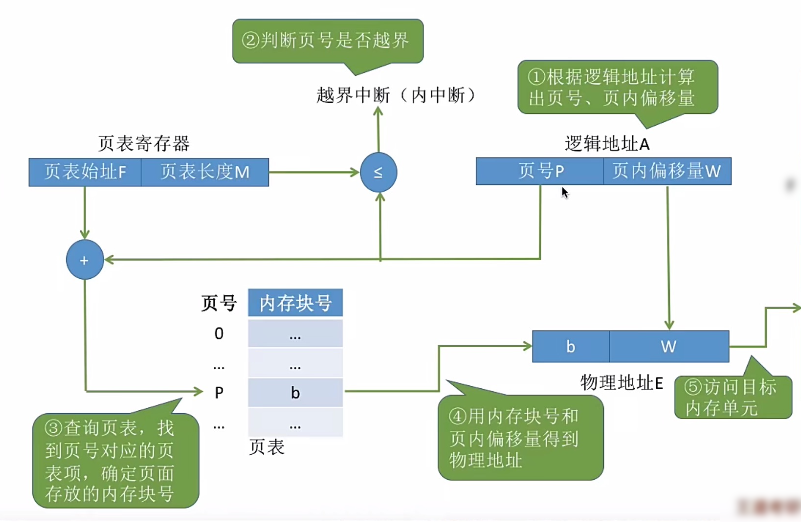 ②判断页号是否越界
①根据逻辑地址计算
出页号、页内偏移量
越界中断（内中断）
页表寄存器
逻辑地址A
页表始址F
页表长度M
≤
页号P
页内偏移量W
+
页号
内存块号
0
...
...
...
P
b
...
...
页表
b
W
物理地址E
③查询页表，找
到页号对应的页
表项，确定页面
存放的内存块号
④用内存块号和
页内偏移量得到
物理地址
⑤访问目标
内存单元